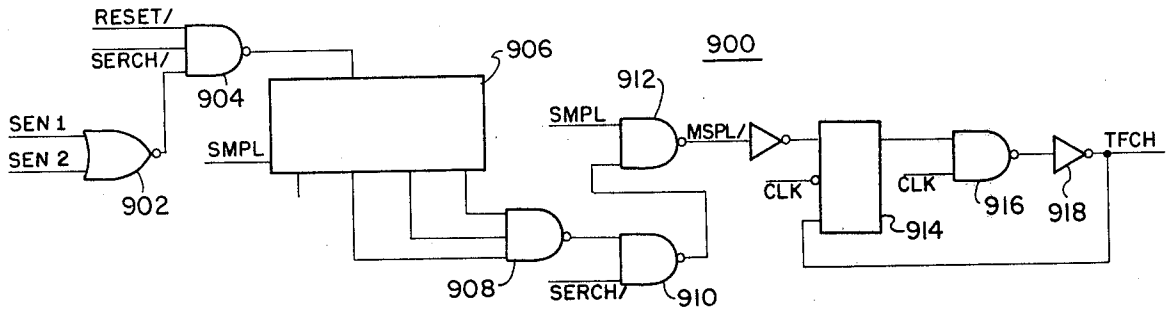 RESET/
SERCH/
904
SEN 1
SEN 2
902
906
SMPL
908
SERCH/
910
900
912
SMPL
MSPL/
CLK
914
CLK
916
918
TFCH